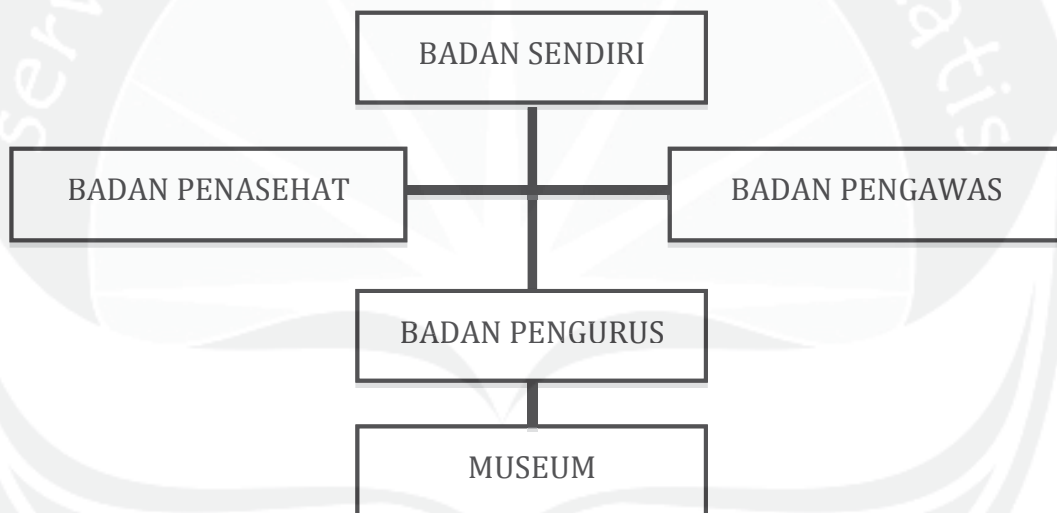 BADAN SENDIRI
BADAN PENASEHAT
BADAN PENGAWAS
BADAN PENGURUS
MUSEUM